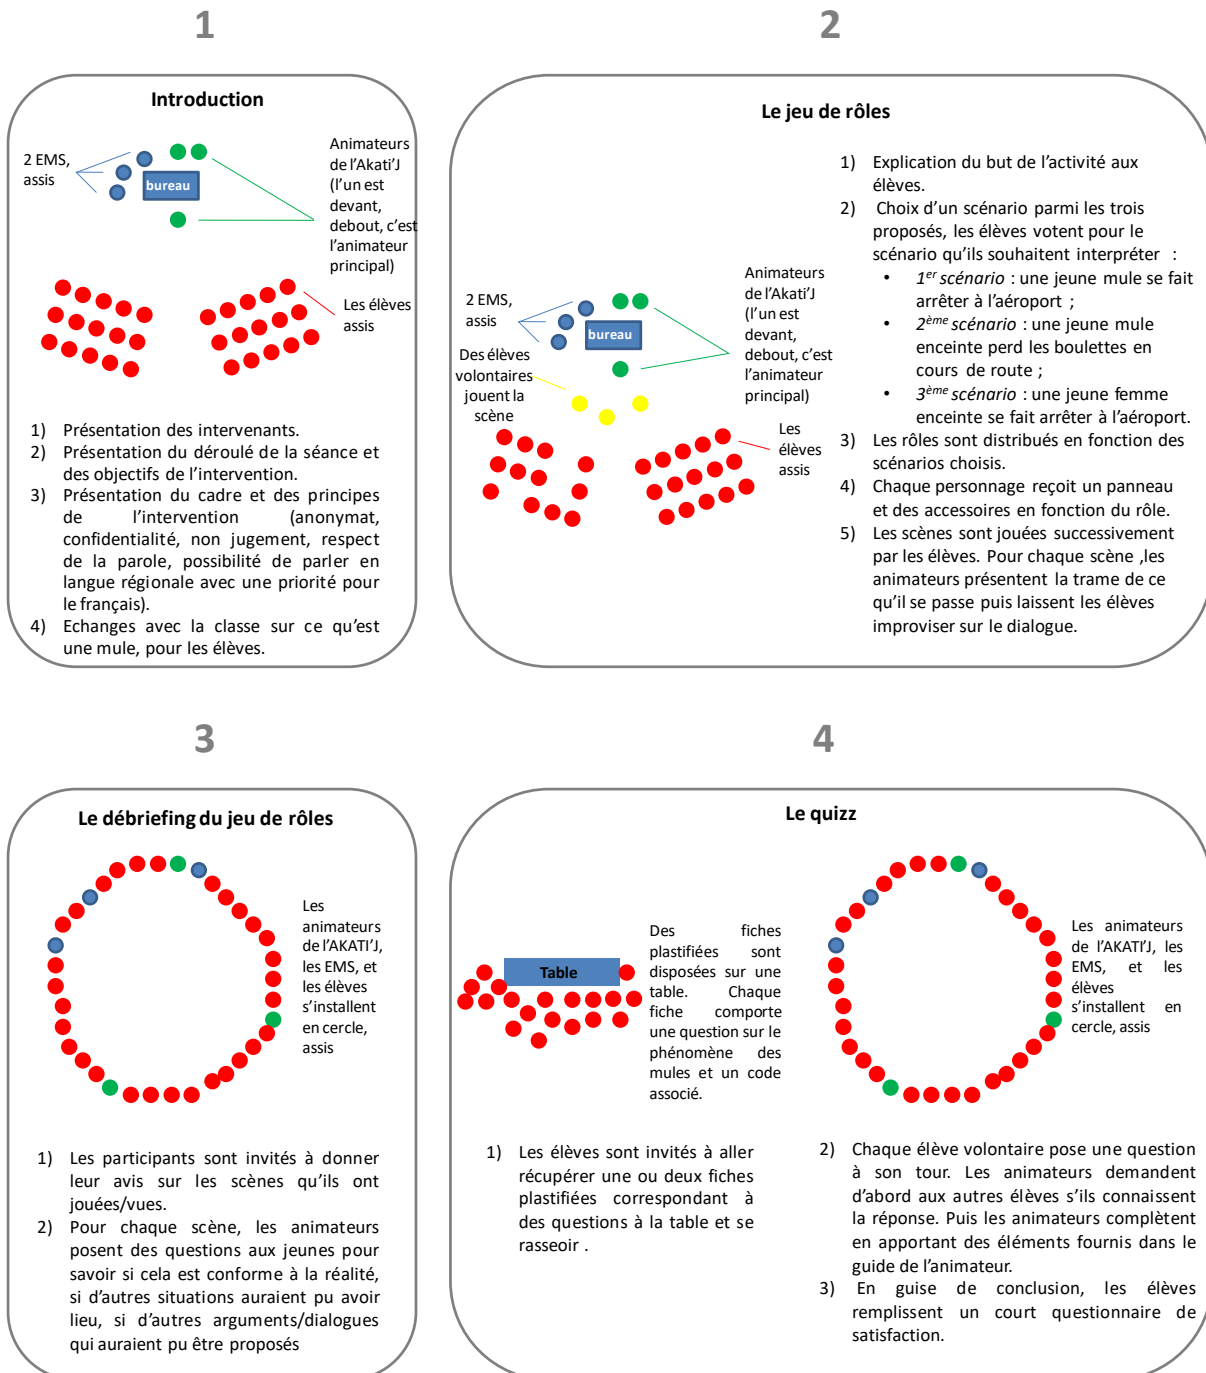 1
Introduction
2 EMS,
assis
bureau
Animateurs
de l'Akati'J
(l'un est
devant,
debout, c'est
l'animateur
principal)
Les élèves
assis
1) Présentation des intervenants.
2) Présentation du déroulé de la séance et
des objectifs de l'intervention.
3) Présentation du cadre et des principes
de l'intervention (anonymat,
confidentialité, non jugement, respect
de la parole, possibilité de parler en
langue régionale avec une priorité pour
le français).
4) Echanges avec la classe sur ce qu'est
une mule, pour les élèves.
2
Le jeu de rôles
2 EMS,
assis
bureau
Des élèves
volontaires
jouent la
scène
Animateurs
de l'Akati'J
(l'un est
devant,
debout, c'est
l'animateur
principal)
Les
élèves
assis
1) Explication du but de l'activité aux
élèves.
2) Choix d'un scénario parmi les trois
proposés, les élèves votent pour le
scénario qu'ils souhaitent interpréter :
• 1er scénario : une jeune mule se fait
arrêter à l'aéroport ;
• 2ème scénario : une jeune mule
enceinte perd les boulettes en
cours de route ;
• 3ème scénario : une jeune femme
enceinte se fait arrêter à l'aéroport.
3) Les rôles sont distribués en fonction des
scénarios choisis.
4) Chaque personnage reçoit un panneau
et des accessoires en fonction du rôle.
5) Les scènes sont jouées successivement
par les élèves. Pour chaque scène ,les
animateurs présentent la trame de ce
qu'il se passe puis laissent les élèves
improviser sur le dialogue.
3
Le débriefing du jeu de rôles
Les
animateurs
de l'AKATI'J,
les EMS, et
les élèves
s'installent
en cercle,
assis
1) Les participants sont invités à donner
leur avis sur les scènes qu'ils ont
jouées/vues.
2) Pour chaque scène, les animateurs
posent des questions aux jeunes pour
savoir si cela est conforme à la réalité,
si d'autres situations auraient pu avoir
lieu, si d'autres arguments/dialogues
qui auraient pu être proposés
4
Le quizz
Table
Des fiches
plastifiées sont
disposées sur une
table. Chaque
fiche comporte
une question sur le
phénomène des
mules et un code
associé.
Les animateurs
de l'AKATI'J, les
EMS, et les
élèves
s'installent en
cercle, assis
1) Les élèves sont invités à aller
récupérer une ou deux fiches
plastifiées correspondant à
des questions à la table et se
rasseoir .
2) Chaque élève volontaire pose une question
à son tour. Les animateurs demandent
d'abord aux autres élèves s'ils connaissent
la réponse. Puis les animateurs complètent
en apportant des éléments fournis dans le
guide de l'animateur.
3) En guise de conclusion, les élèves
remplissent un court questionnaire de
satisfaction.